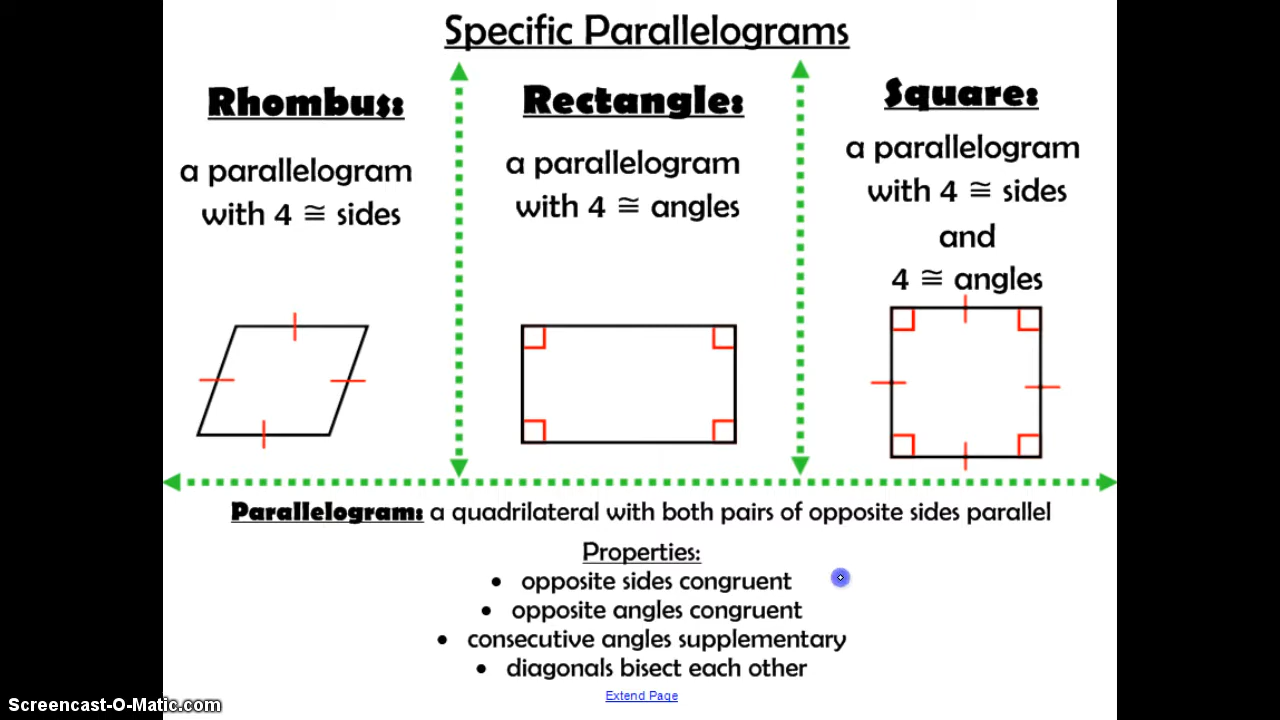 Specific Parallelograms
Rhombus:
a parallelogram
with 4 ≅ sides
Rectangle:
a parallelogram
with 4 ≅ angles
Square:
a parallelogram
with 4 ≅ sides
and
4 ≅ angles
Parallelogram: a quadrilateral with both pairs of opposite sides parallel
Properties:
• opposite sides congruent
• opposite angles congruent
• consecutive angles supplementary
• diagonals bisect each other
Extend Page
Screencast-O-Matic.com